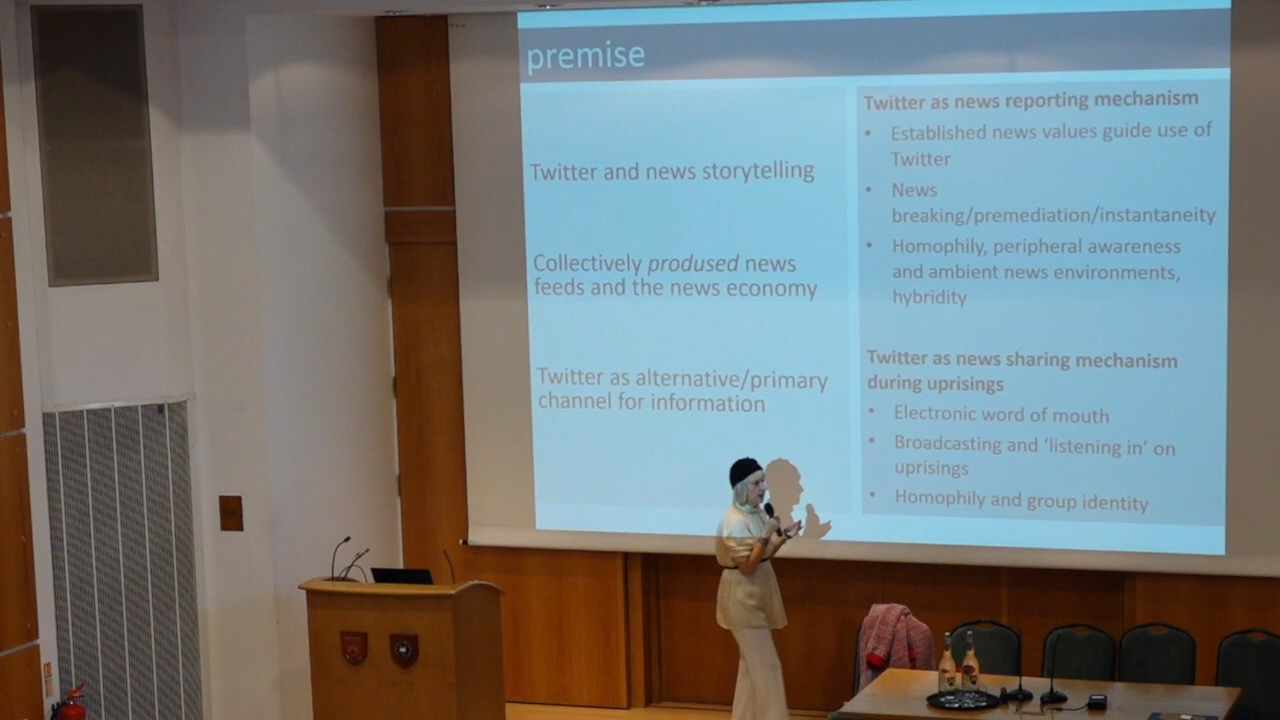 premise
Twitter and news storytelling
Collectively prodused news
feeds and the news economy
Twitter as alternative/primary
channel for information
Twitter as news reporting mechanism
• Established news values guide use of
Twitter
• News
breaking/premediation/instantaneity
• Homophily, peripheral awareness
and ambient news environments,
hybridity
Twitter as news sharing mechanism
during uprisings
• Electronic word of mouth
• Broadcasting and ‘listening in’ on
uprisings
• Homophily and group identity